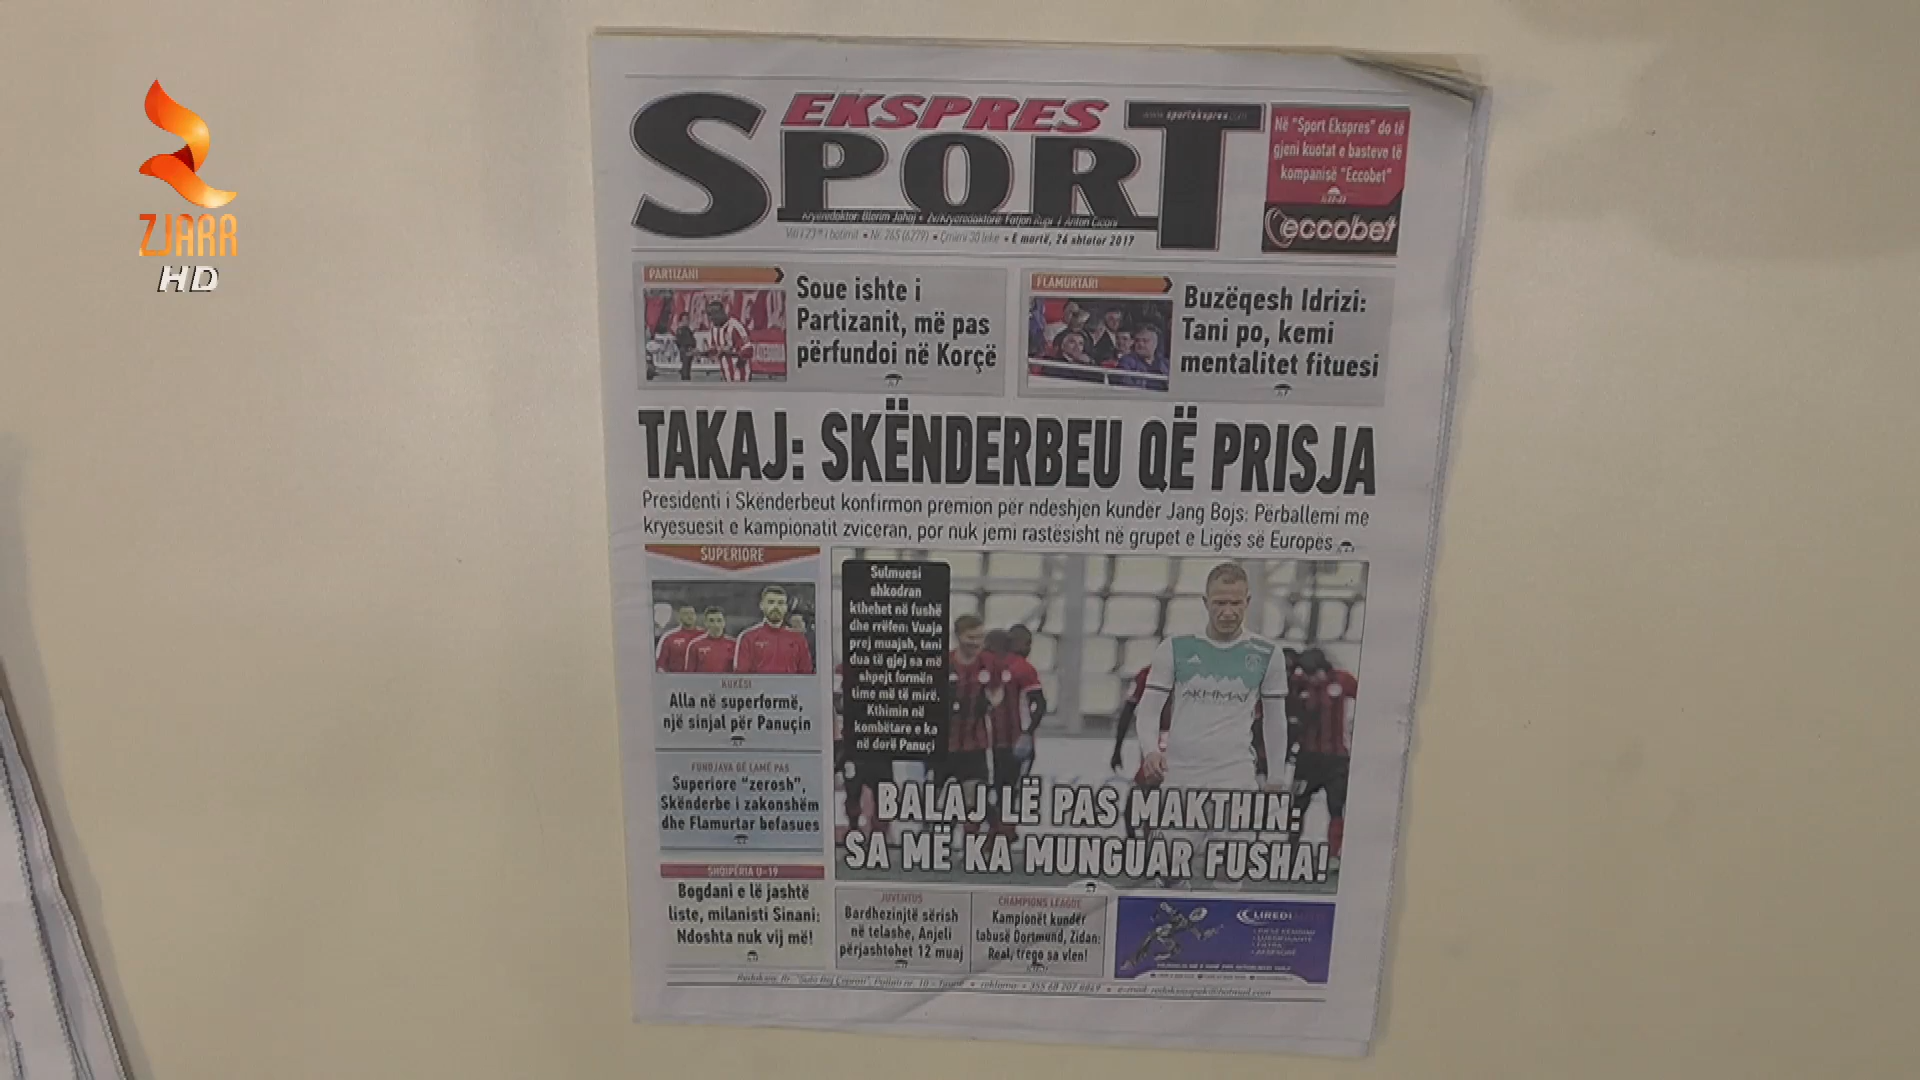 ZJARR
HD
EKSPRES
SPORT
www.sportekspres.com
Në "Sport Ekspres" do të
gjeni kuotat e basteve të
kompanisë "Eccobet"
eccobet
Kryeredaktor: Blerim Jahaj • Zv/Kryeredaktorë:
Viti i 23-të i botimit • Nr. 265 (6279) • Çmimi 30 lekë • E martë, 26 shtator 2017
PARTIZANI
Soue ishte i
Partizanit, më pas
përfundoi në Korçë
FLAMURTARI
Buzëqesh Idrizi:
Tani po, kemi
mentalitet fituesi
TAKAJ: SKËNDERBEU QË PRISJA
Presidenti i Skënderbeut konfirmon premion për ndeshjen kundër Jang Bojs: Përballemi me
kryesuesit e kampionatit zviceran, por nuk jemi rastësisht në grupet e Ligës së Europës
SUPERIORE
KUKËSI
Alla në superformë,
një sinjal për Panuçin
FUNDJAVA QË LAMË PAS
Superiore "zerosh",
Skënderbe i zakonshëm
dhe Flamurtar befasues
SHQIPËRIA U-19
Bogdani e lë jashtë
liste, milanisti Sinani:
Ndoshta nuk vij më!
Sulmuesi
shkodran
kthehet në fushë
dhe rrëfen: Vuaja
prej muajsh, tani
dua të gjej sa më
shpejt formën
time më të mirë.
Kthimin në
kombëtare e ka
në dorë Panuçi
AKHMAT
BALAJ LË PAS MAKTHIN:
SA MË KA MUNGUAR FUSHA!
JUVENTUS
Bardhezinjtë sërish
në telashe, Anjeli
përjashtohet 12 muaj
CHAMPIONS LEAGUE
Kampionët kundër
tabusë Dortmund, Zidan:
Real, trego sa vlen!
LIREDI